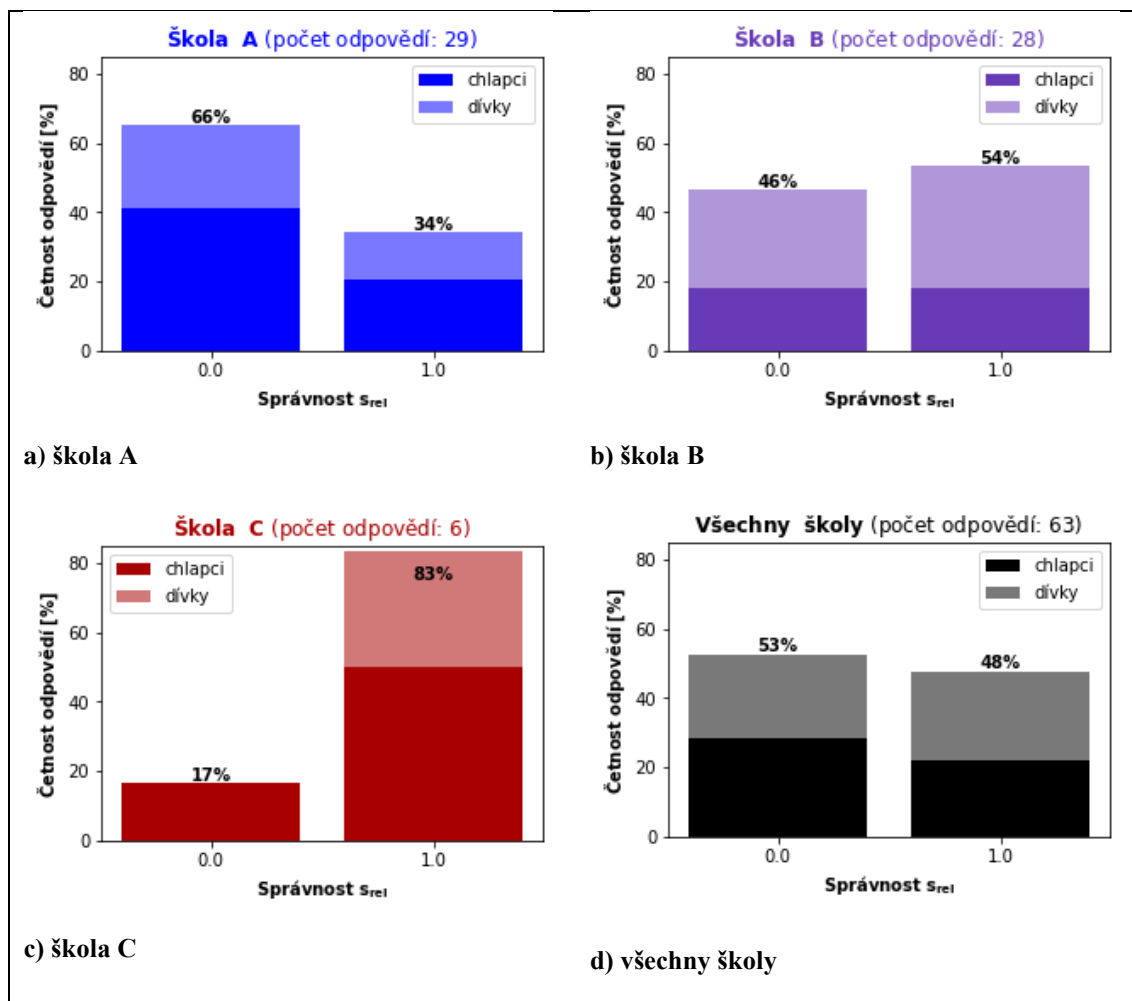 Škola A (počet odpovědí: 29)
80
60
40
20
0
Četnost odpovědí [%]
66%
34%
chlapci
dívky
0.0
1.0
Správnost s_rel
a) škola A
Škola B (počet odpovědí: 28)
80
60
40
20
0
Četnost odpovědí [%]
46%
54%
chlapci
dívky
0.0
1.0
Správnost s_rel
b) škola B
Škola C (počet odpovědí: 6)
80
60
40
20
0
Četnost odpovědí [%]
chlapci
dívky
17%
83%
0.0
1.0
Správnost s_rel
c) škola C
Všechny školy (počet odpovědí: 63)
80
60
40
20
0
Četnost odpovědí [%]
53%
48%
chlapci
dívky
0.0
1.0
Správnost s_rel
d) všechny školy